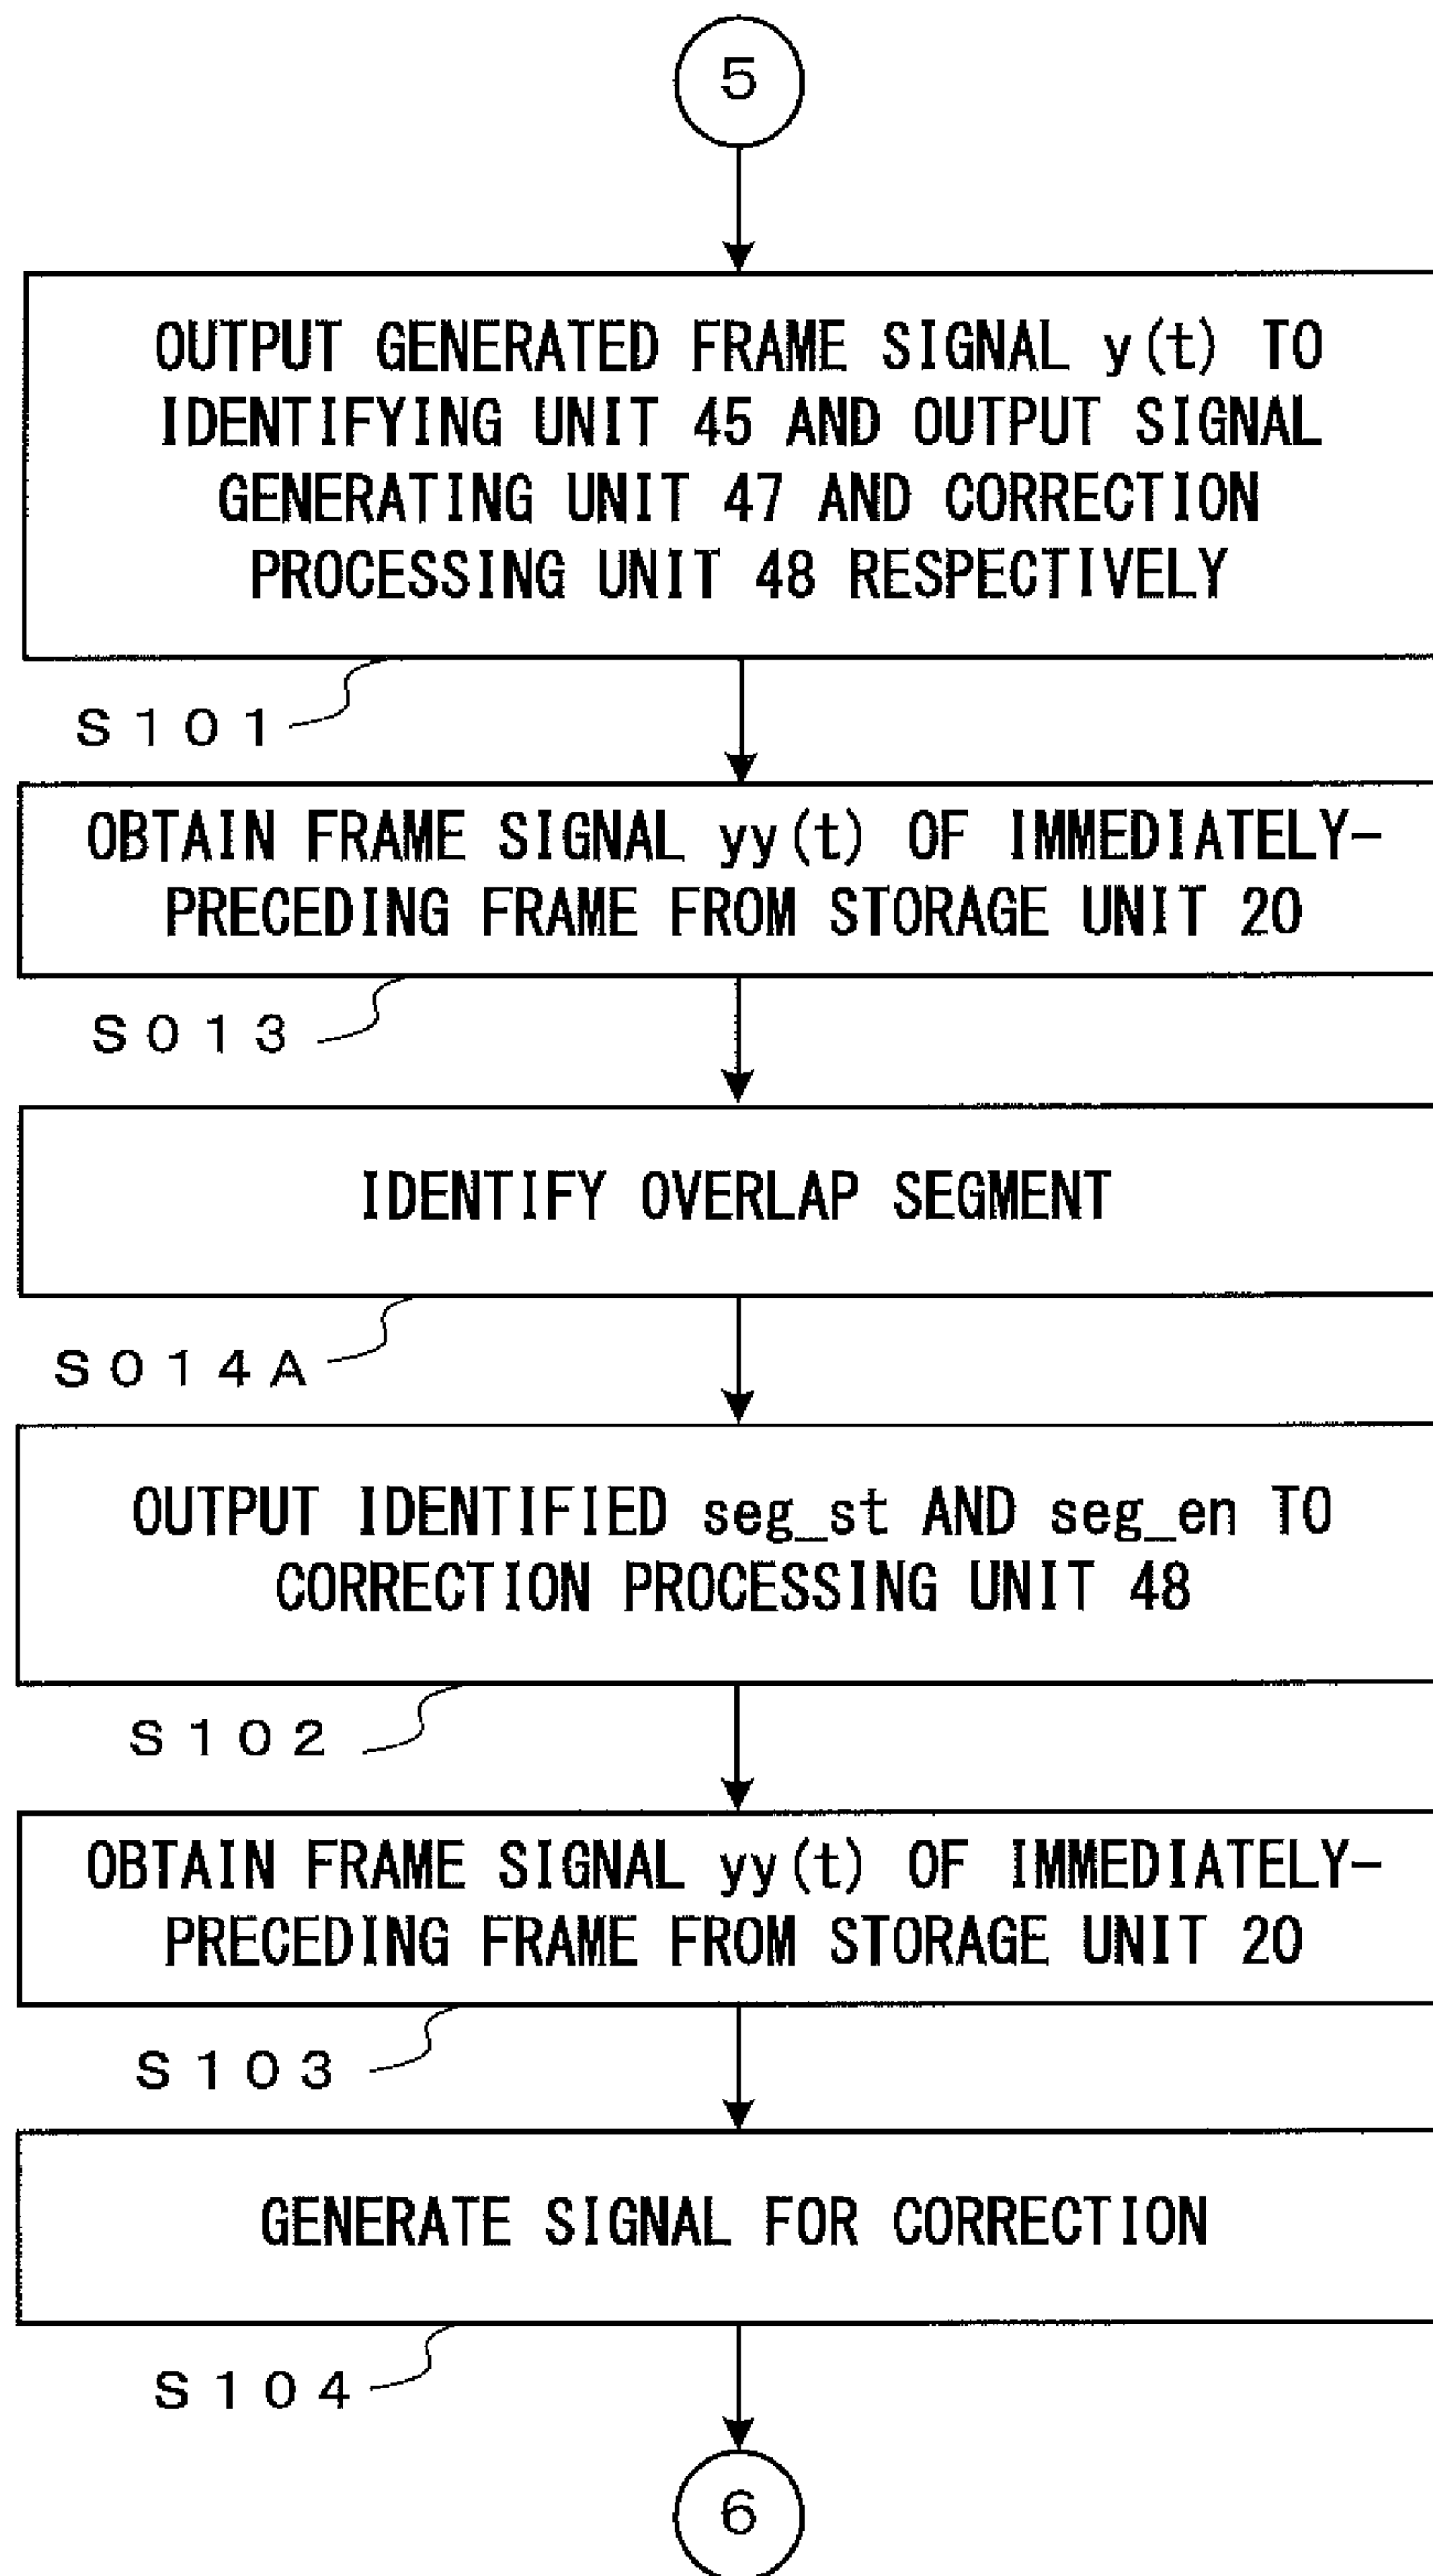 5
OUTPUT GENERATED FRAME SIGNAL y(t) TO
IDENTIFYING UNIT 45 AND OUTPUT SIGNAL
GENERATING UNIT 47 AND CORRECTION
PROCESSING UNIT 48 RESPECTIVELY
S101
OBTAIN FRAME SIGNAL yy(t) OF IMMEDIATELY-
PRECEDING FRAME FROM STORAGE UNIT 20
S013
IDENTIFY OVERLAP SEGMENT
S014A
OUTPUT IDENTIFIED seg_st AND seg_en TO
CORRECTION PROCESSING UNIT 48
S102
OBTAIN FRAME SIGNAL yy(t) OF IMMEDIATELY-
PRECEDING FRAME FROM STORAGE UNIT 20
S103
GENERATE SIGNAL FOR CORRECTION
S104
6